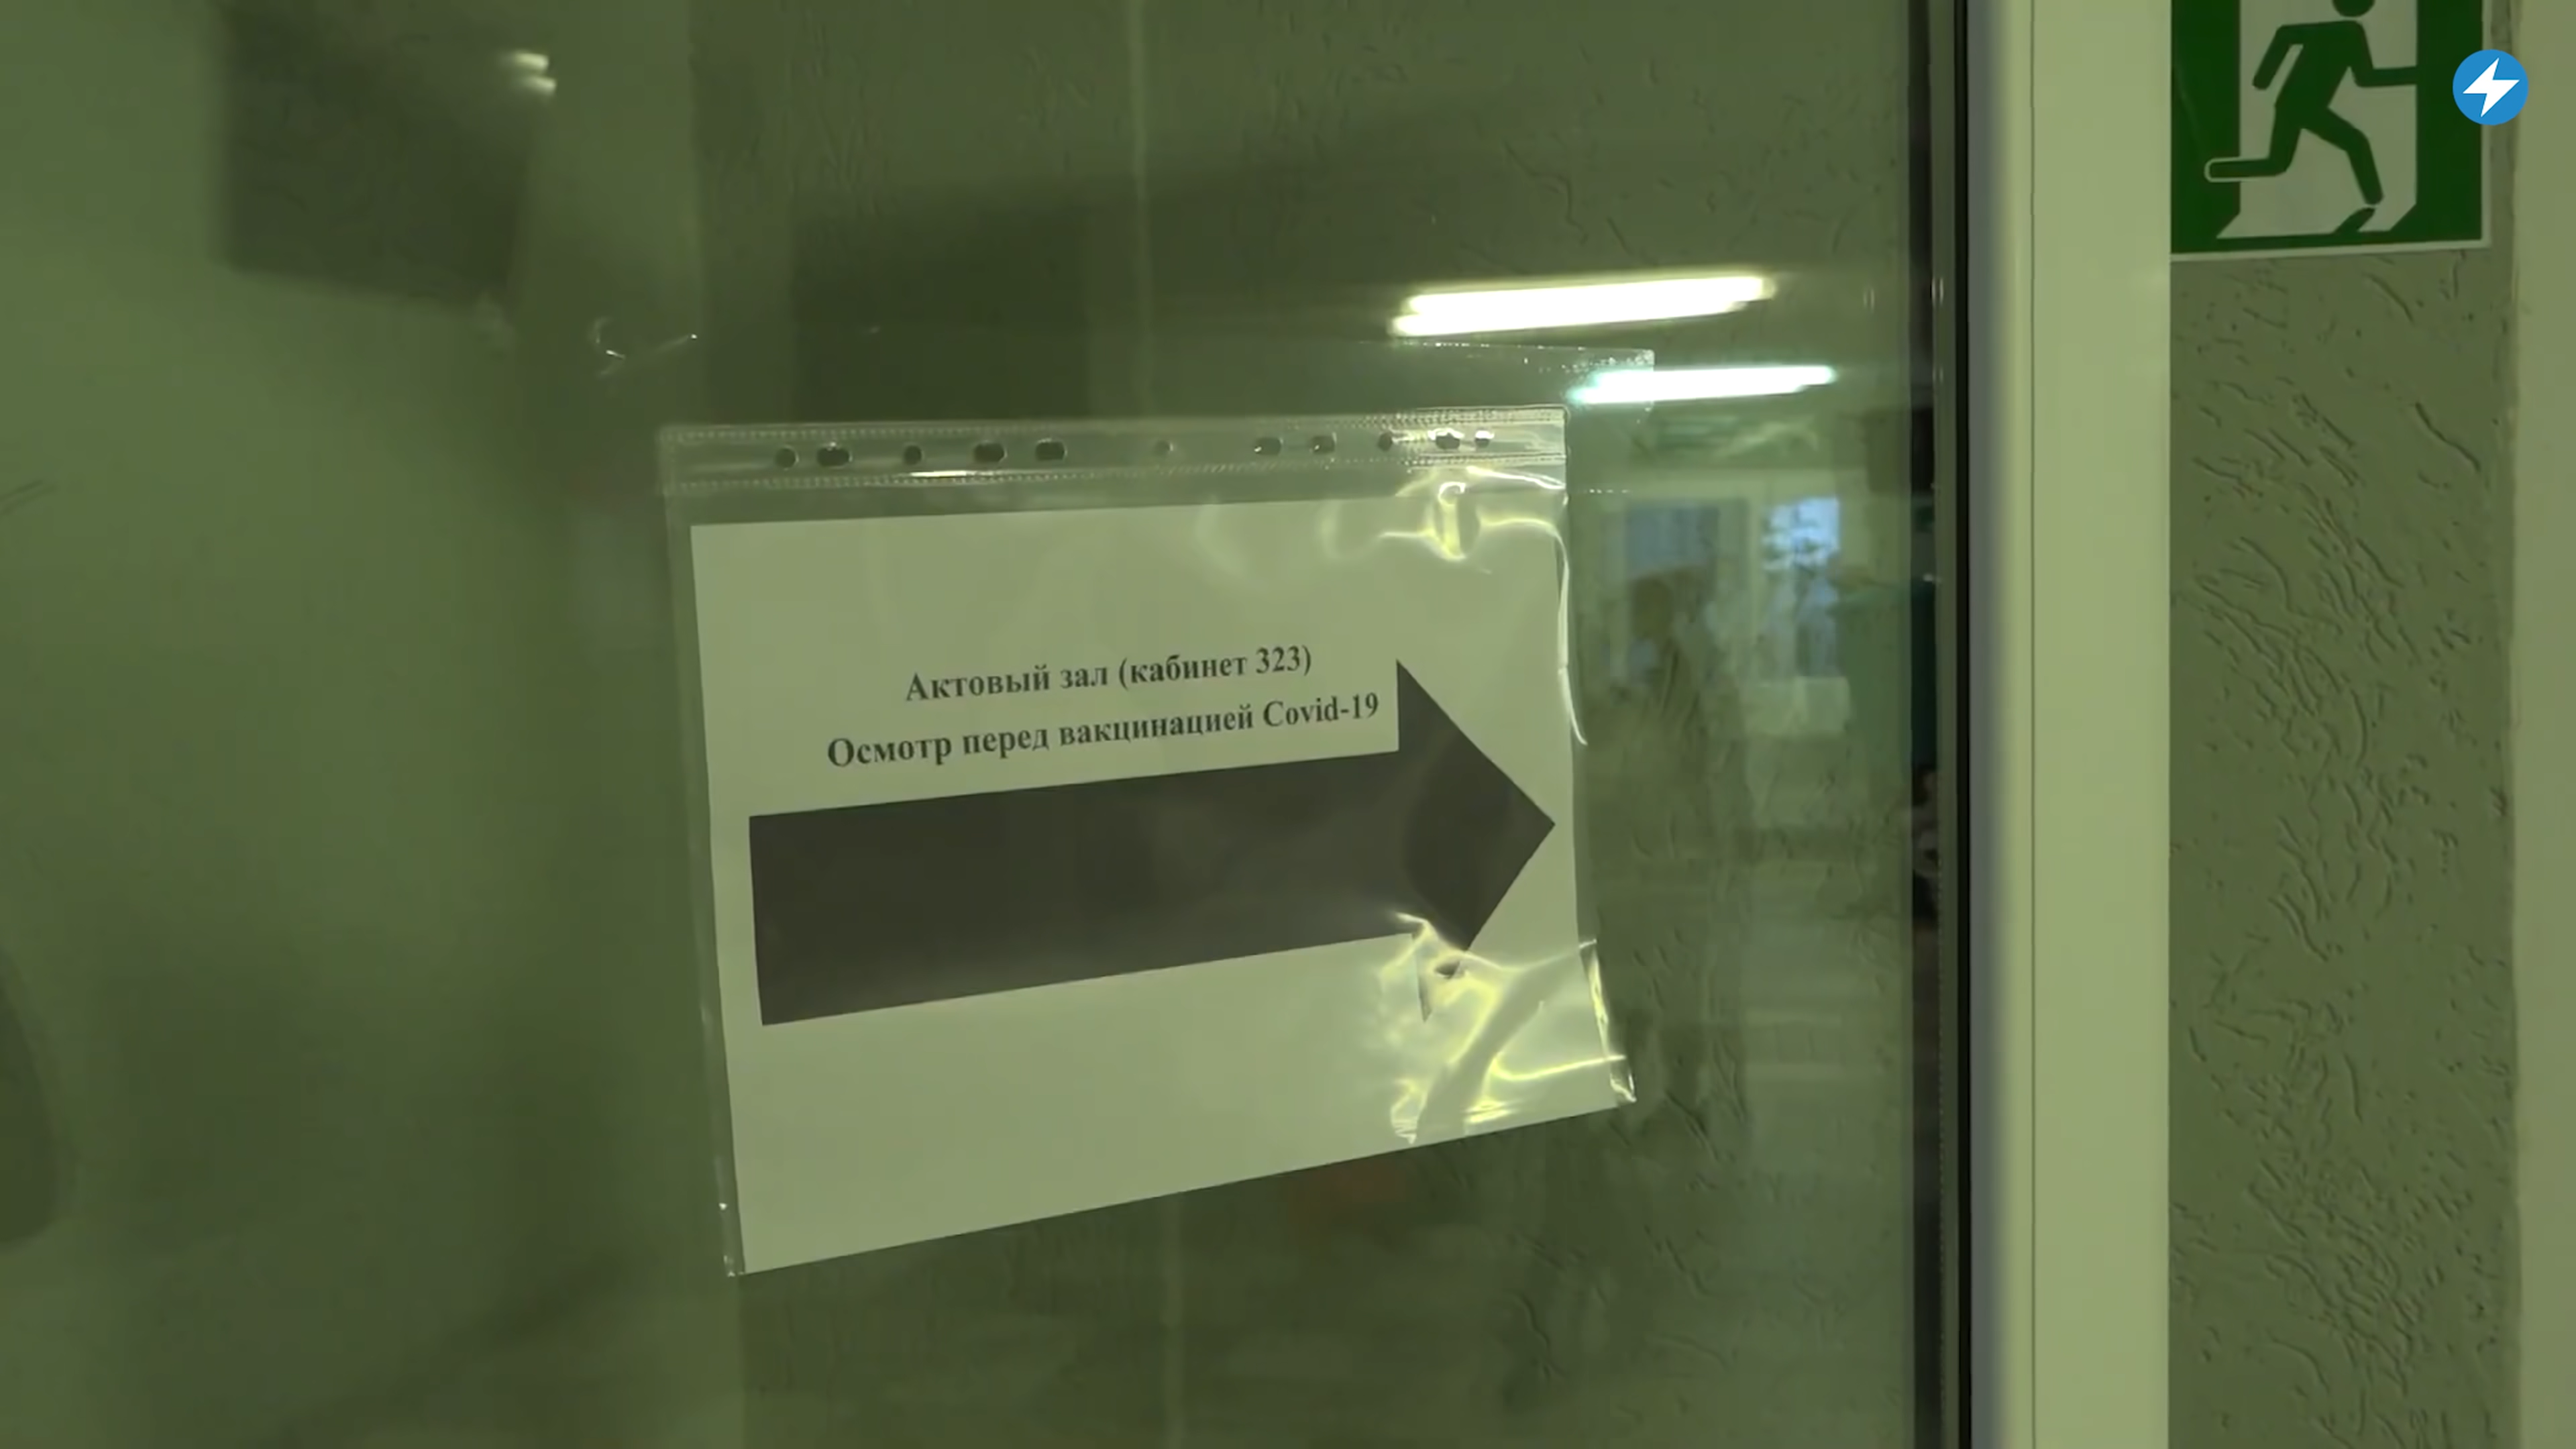 Актовый зал (кабинет 323)
Осмотр перед вакцинацией Covid-19